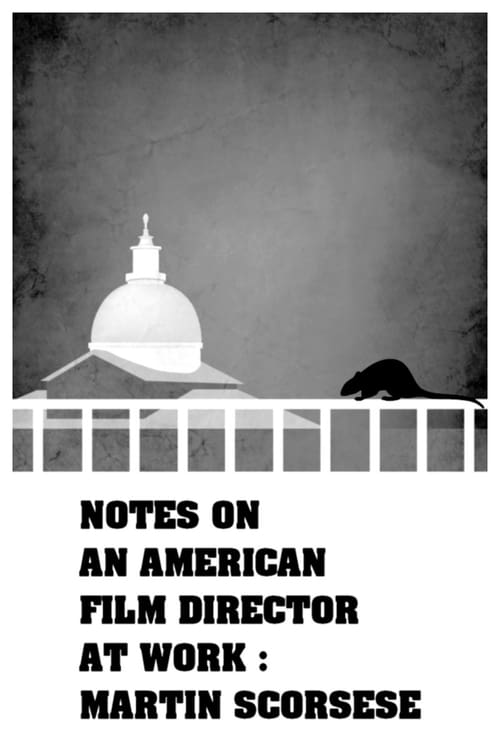 NOTES ON
AN AMERICAN
FILM DIRECTOR
AT WORK :
MARTIN SCORSESE